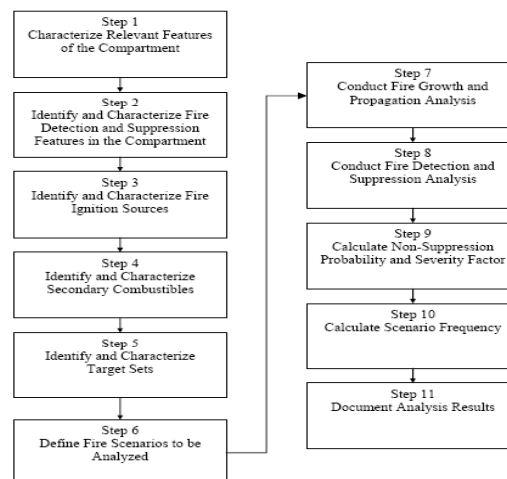 Step 1
Characterize Relevant Features
of the Compartment
Step 2
Identify and Characterize Fire
Detection and Suppression
Features in the Compartment
Step 3
Identify and Characterize Fire
Ignition Sources
Step 4
Identify and Characterize
Secondary Combustibles
Step 5
Identify and Characterize
Target Sets
Step 6
Define Fire Scenarios to be
Analyzed
Step 7
Conduct Fire Growth and
Propagation Analysis
Step 8
Conduct Fire Detection and
Suppression Analysis
Step 9
Calculate Non-Suppression
Probability and Severity Factor
Step 10
Calculate Scenario Frequency
Step 11
Document Analysis Results